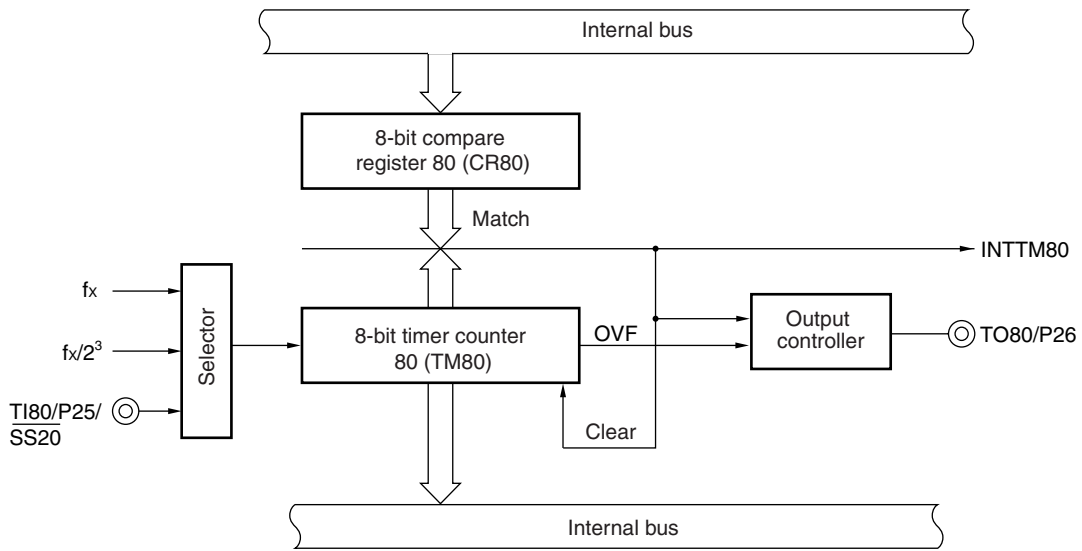 Internal bus
8-bit compare
register 80 (CR80)
Match
INTTM80
fx
fx/2³
TI80/P25/
SS20
Selector
8-bit timer counter
80 (TM80)
OVF
Clear
Output
controller
TO80/P26
Internal bus